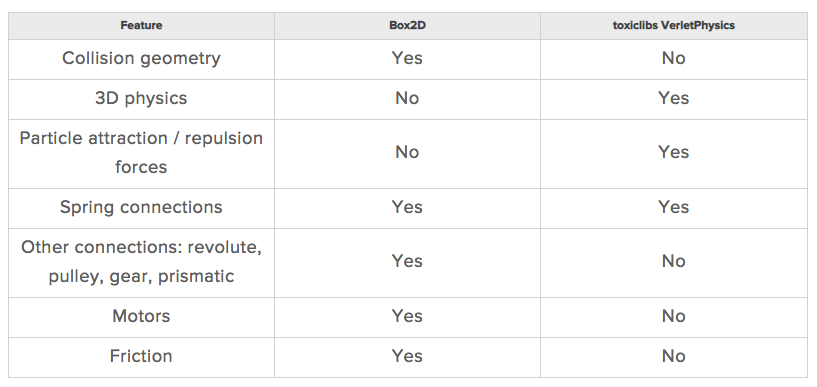 Feature Box2D toxiclibs VerletPhysics
Collision geometry Yes No
3D physics No Yes
Particle attraction / repulsion
forces No Yes
Spring connections Yes Yes
Other connections: revolute,
pulley, gear, prismatic Yes No
Motors Yes No
Friction Yes No